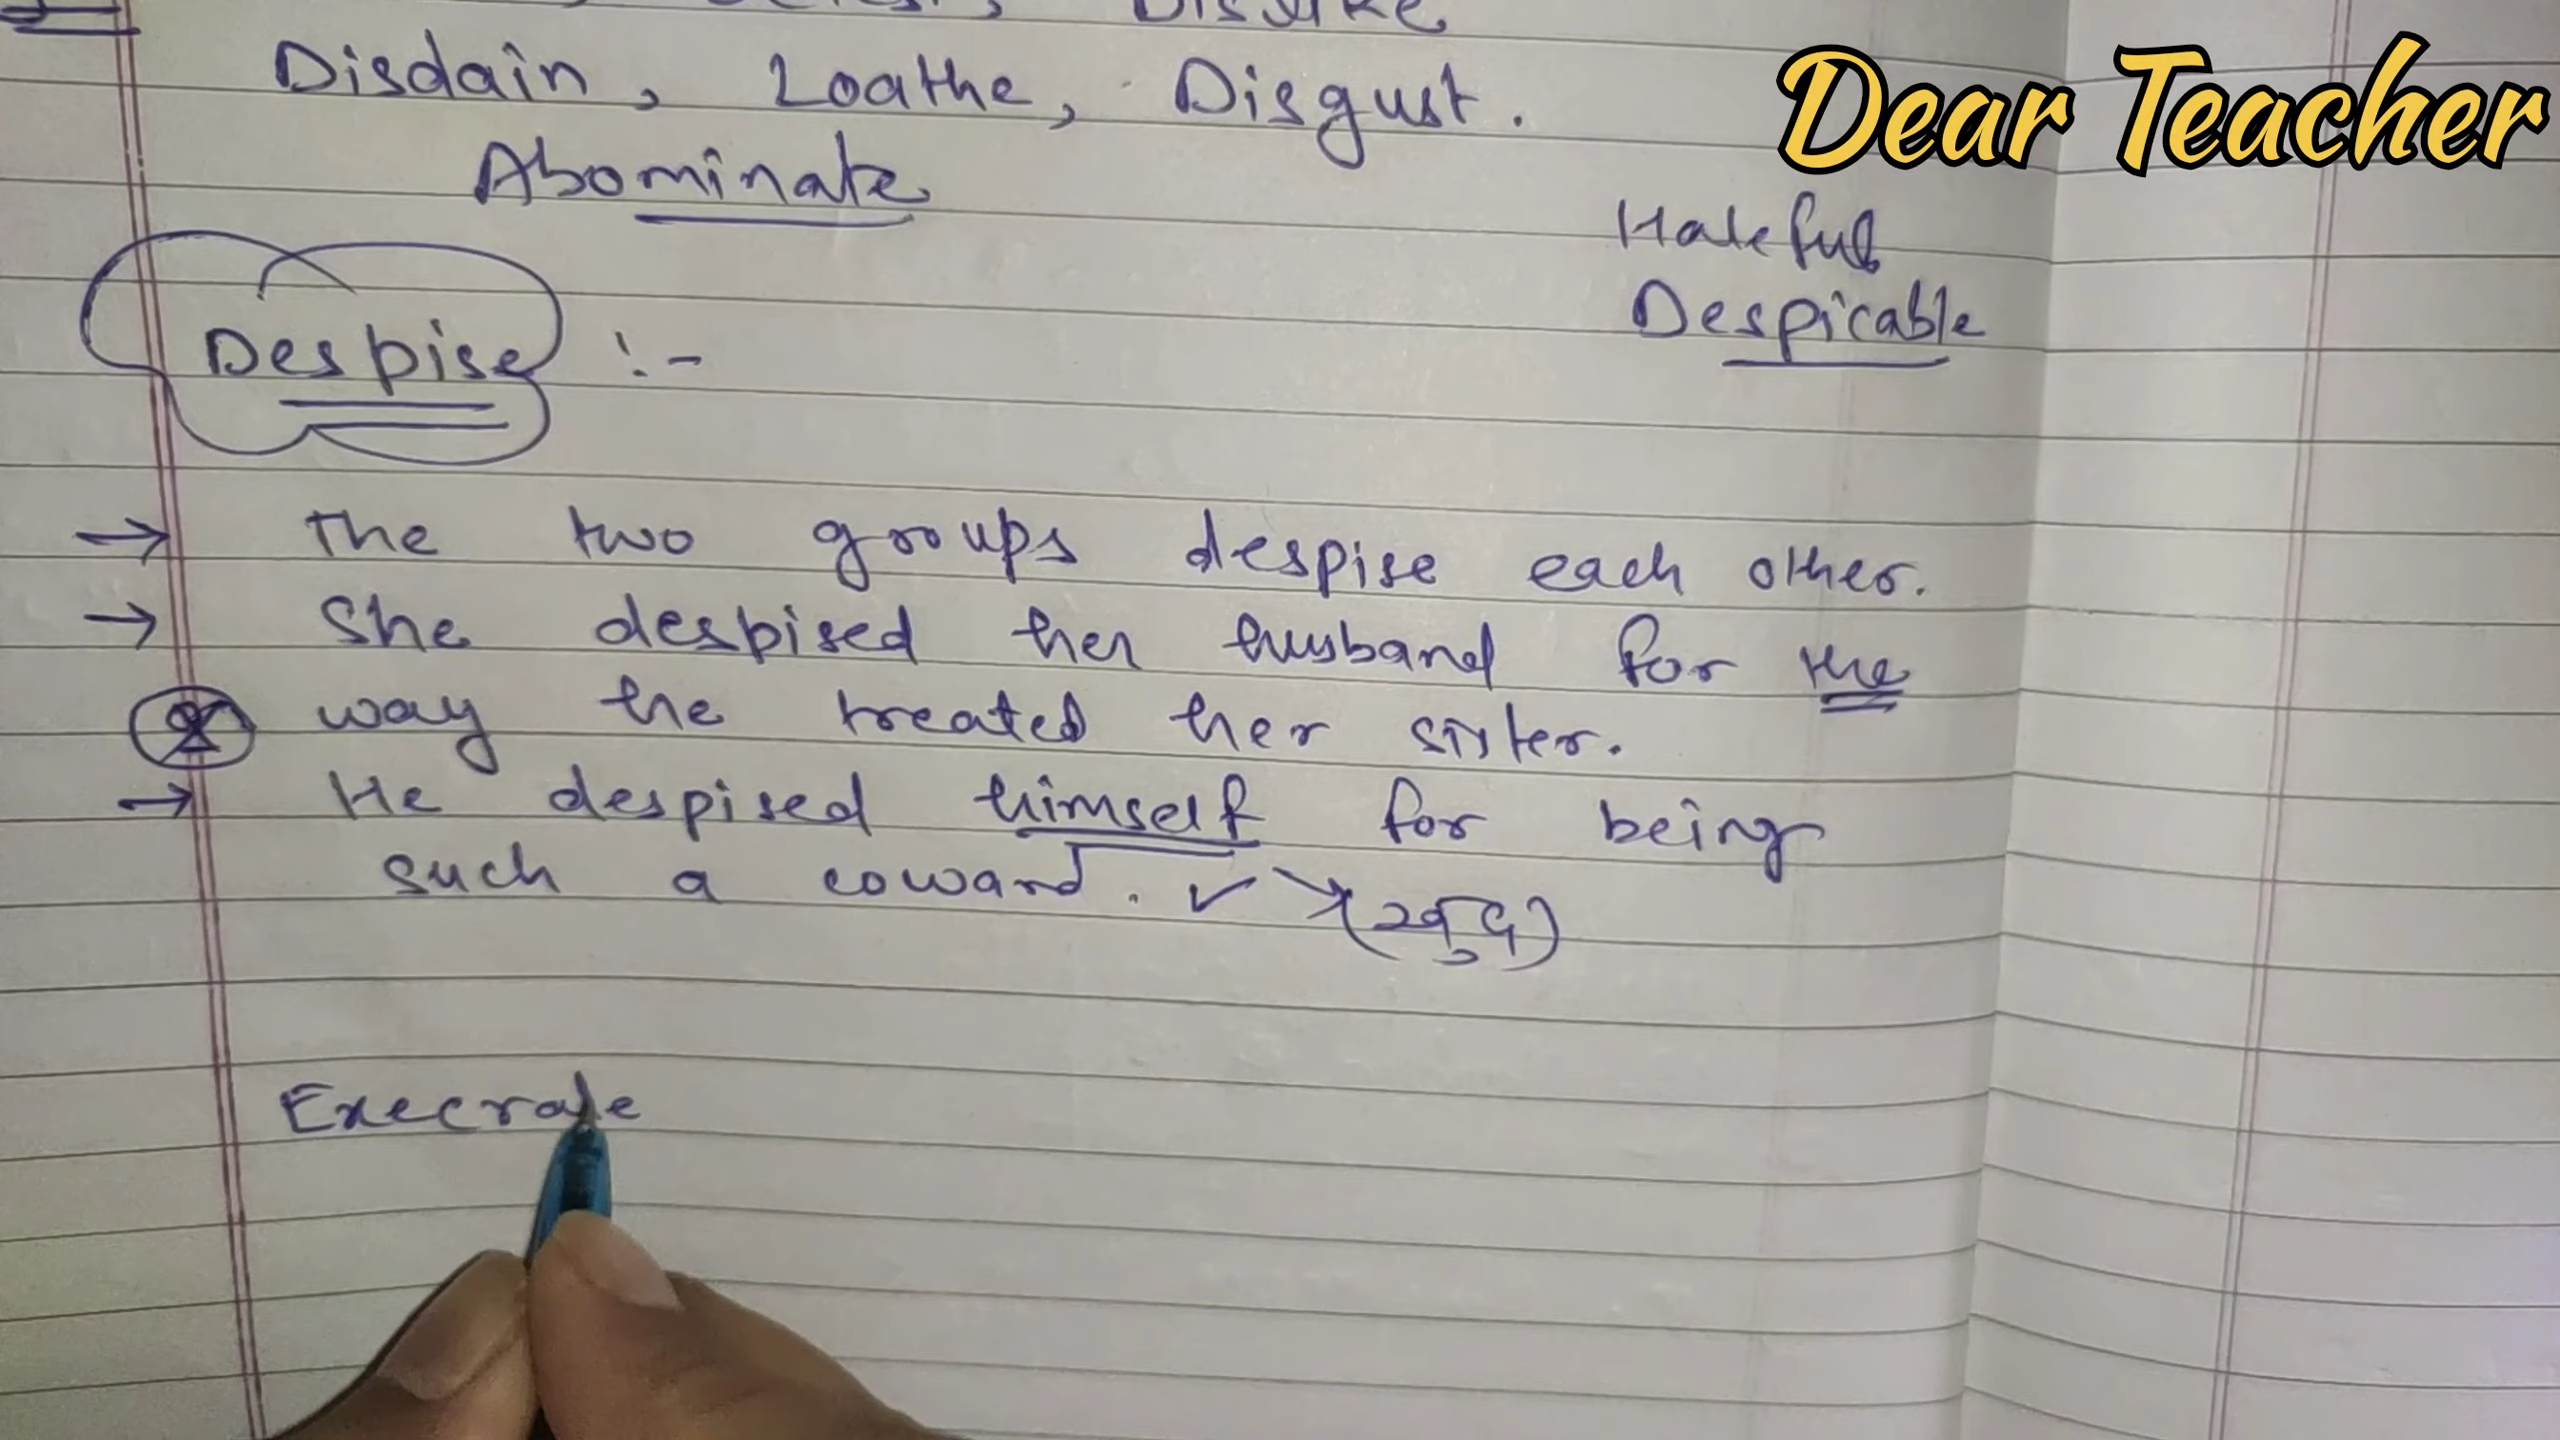 Dislike
Dear Teacher
Disdain, Loathe, Disgust.
Abominate
Hateful
Despicable
Despise :-
→ The two groups despise each other.
→ She despised her husband for the
way he treated her sister.
→ He despised himself for being
such a coward. ✓ → (खुद)
Execrate